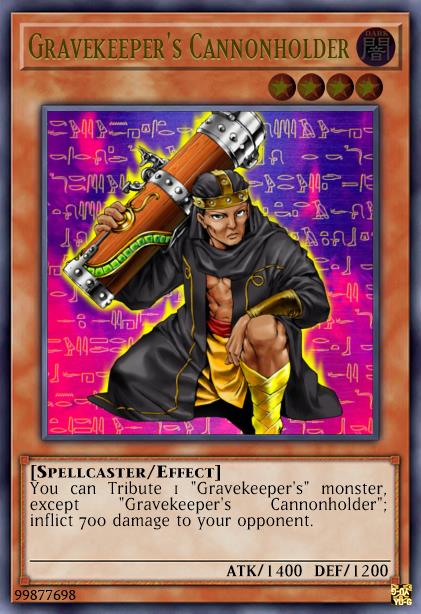 Gravekeeper's Cannonholder
DARK
闇
[Spellcaster/Effect]
You can Tribute 1 "Gravekeeper's" monster,
except "Gravekeeper's Cannonholder";
inflict 700 damage to your opponent.
ATK/1400 DEF/1200
99877698